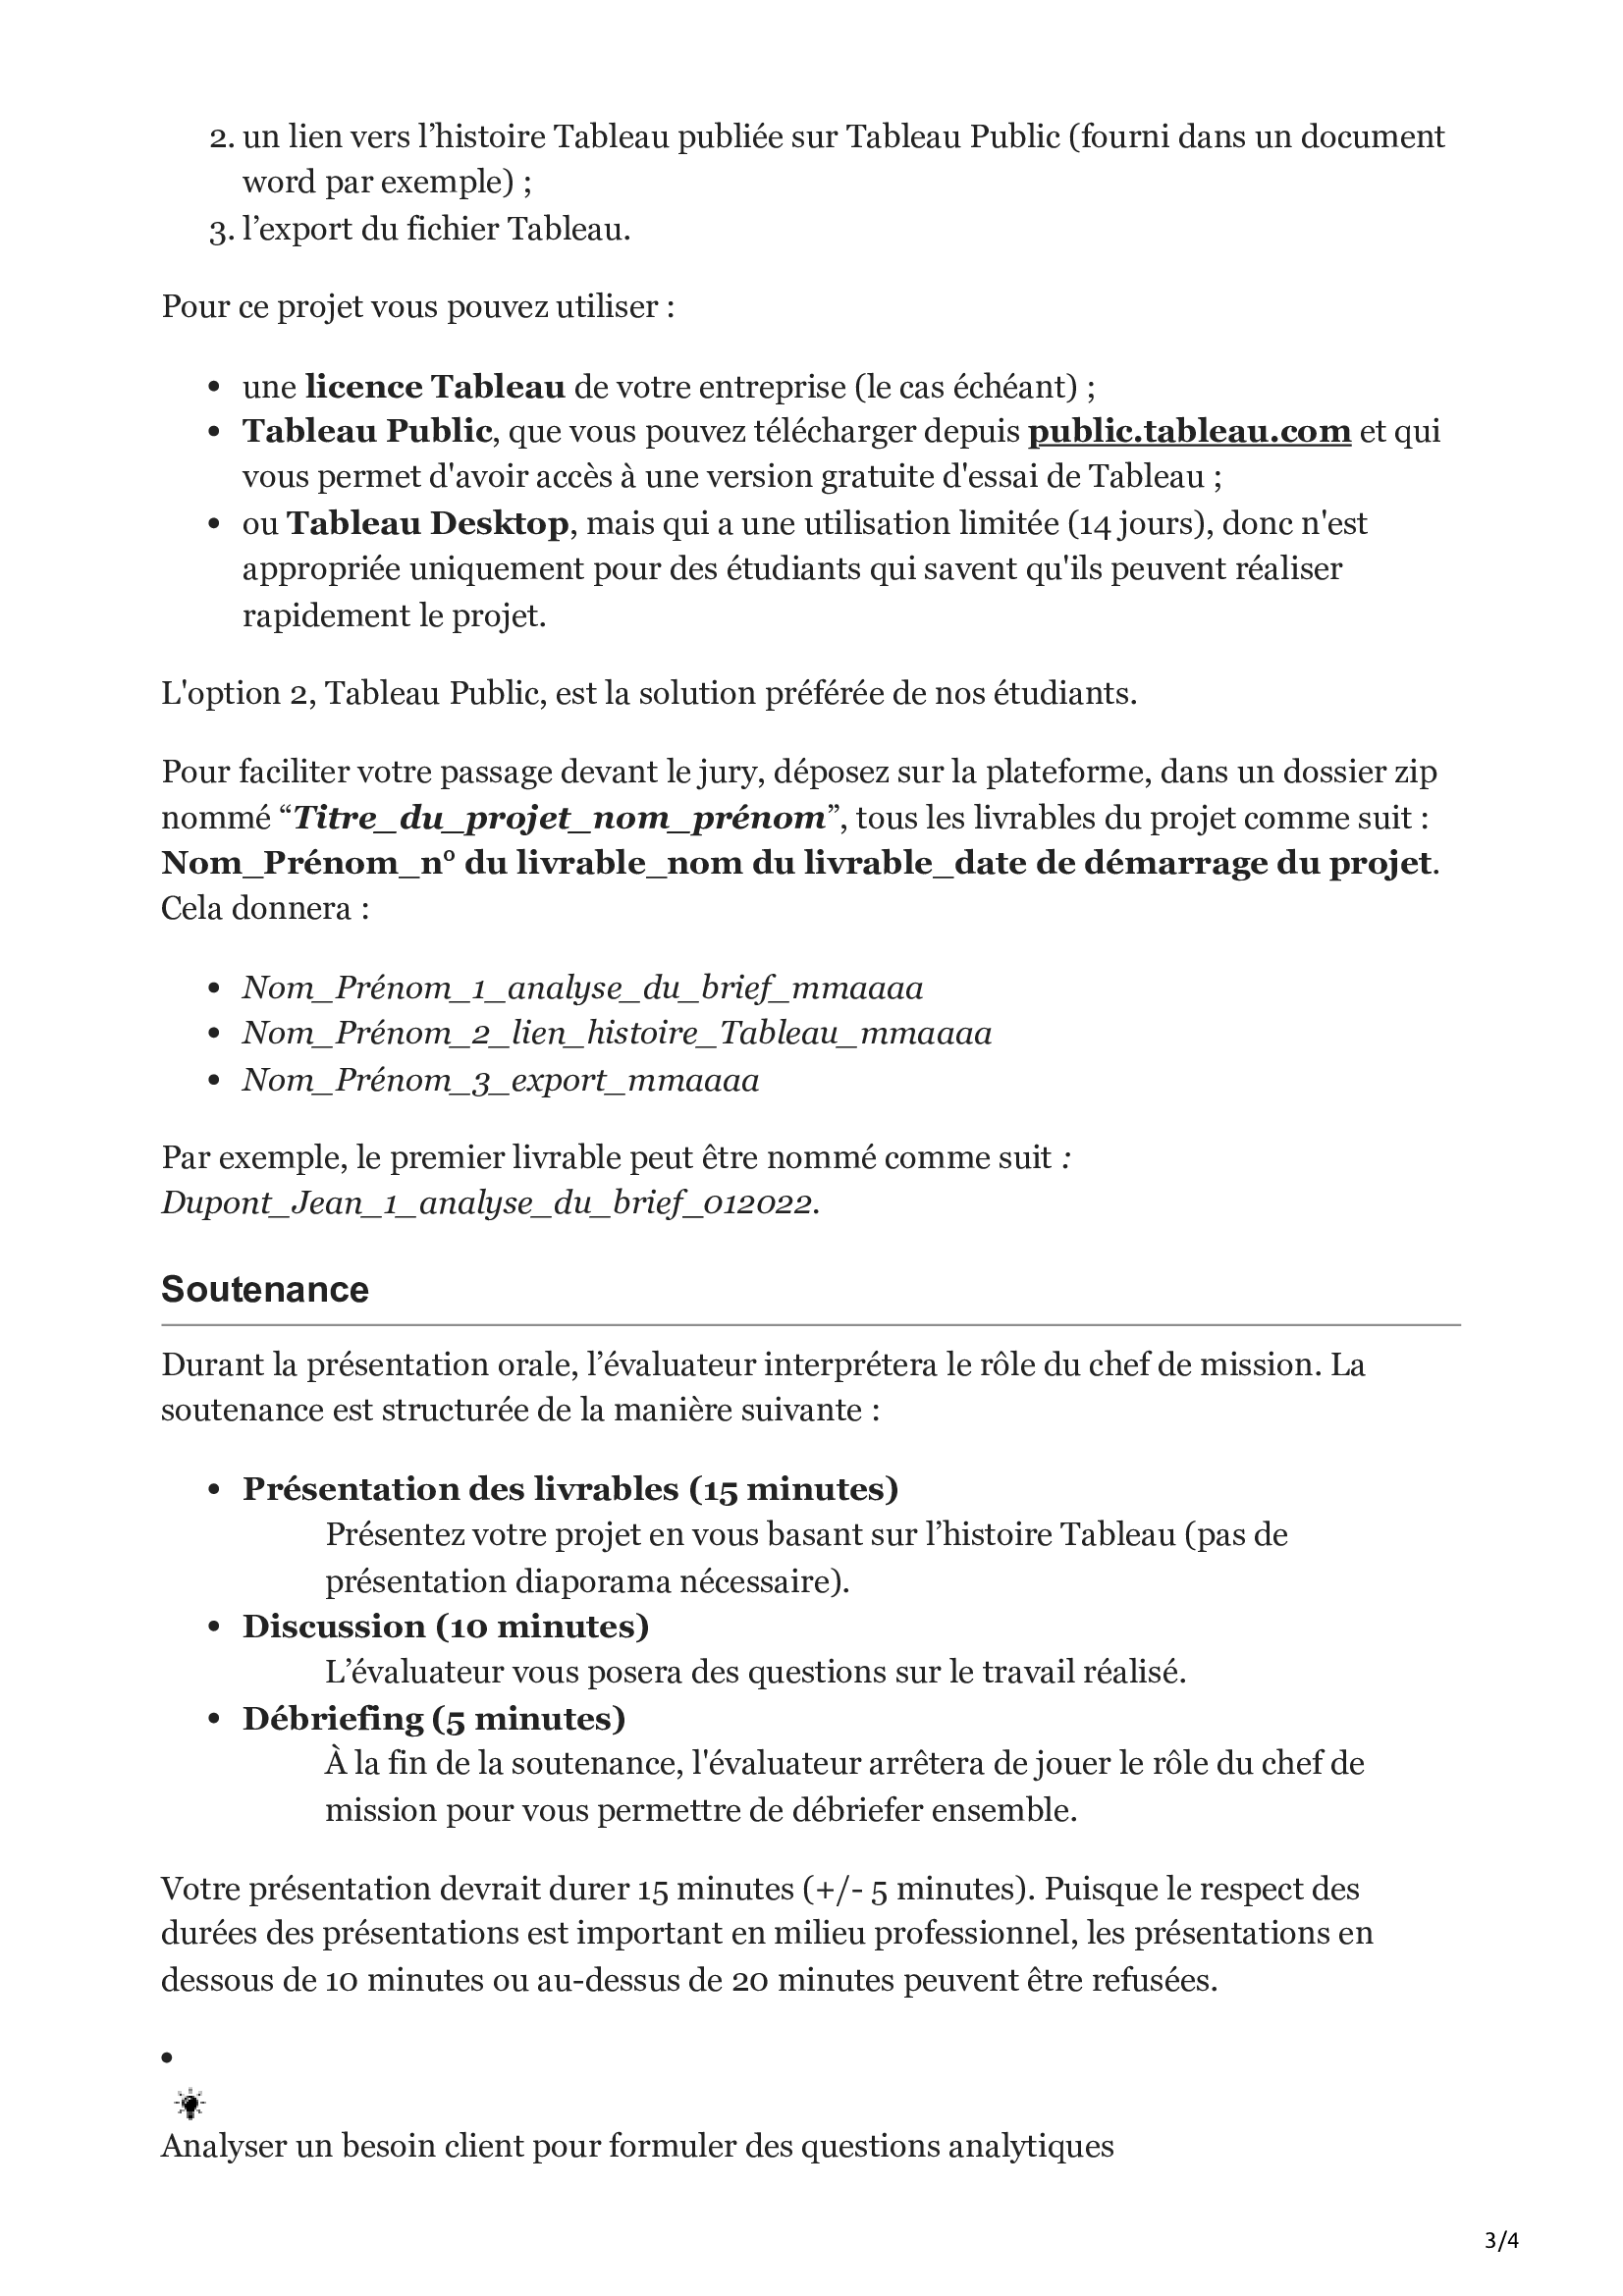 2. un lien vers l’histoire Tableau publiée sur Tableau Public (fourni dans un document
word par exemple) ;
3. l’export du fichier Tableau.
Pour ce projet vous pouvez utiliser :
• une licence Tableau de votre entreprise (le cas échéant) ;
• Tableau Public, que vous pouvez télécharger depuis public.tableau.com et qui
vous permet d'avoir accès à une version gratuite d'essai de Tableau ;
• ou Tableau Desktop, mais qui a une utilisation limitée (14 jours), donc n'est
appropriée uniquement pour des étudiants qui savent qu'ils peuvent réaliser
rapidement le projet.
L'option 2, Tableau Public, est la solution préférée de nos étudiants.
Pour faciliter votre passage devant le jury, déposez sur la plateforme, dans un dossier zip
nommé “Titre_du_projet_nom_prénom”, tous les livrables du projet comme suit :
Nom_Prénom_n° du livrable_nom du livrable_date de démarrage du projet.
Cela donnera :
• Nom_Prénom_1_analyse_du_brief_mmaaaa
• Nom_Prénom_2_lien_histoire_Tableau_mmaaaa
• Nom_Prénom_3_export_mmaaaa
Par exemple, le premier livrable peut être nommé comme suit :
Dupont_Jean_1_analyse_du_brief_012022.
Soutenance
Durant la présentation orale, l’évaluateur interprétera le rôle du chef de mission. La
soutenance est structurée de la manière suivante :
• Présentation des livrables (15 minutes)
Présentez votre projet en vous basant sur l’histoire Tableau (pas de
présentation diaporama nécessaire).
• Discussion (10 minutes)
L’évaluateur vous posera des questions sur le travail réalisé.
• Débriefing (5 minutes)
À la fin de la soutenance, l'évaluateur arrêtera de jouer le rôle du chef de
mission pour vous permettre de débriefer ensemble.
Votre présentation devrait durer 15 minutes (+/- 5 minutes). Puisque le respect des
durées des présentations est important en milieu professionnel, les présentations en
dessous de 10 minutes ou au-dessus de 20 minutes peuvent être refusées.
•
Analyser un besoin client pour formuler des questions analytiques
3/4